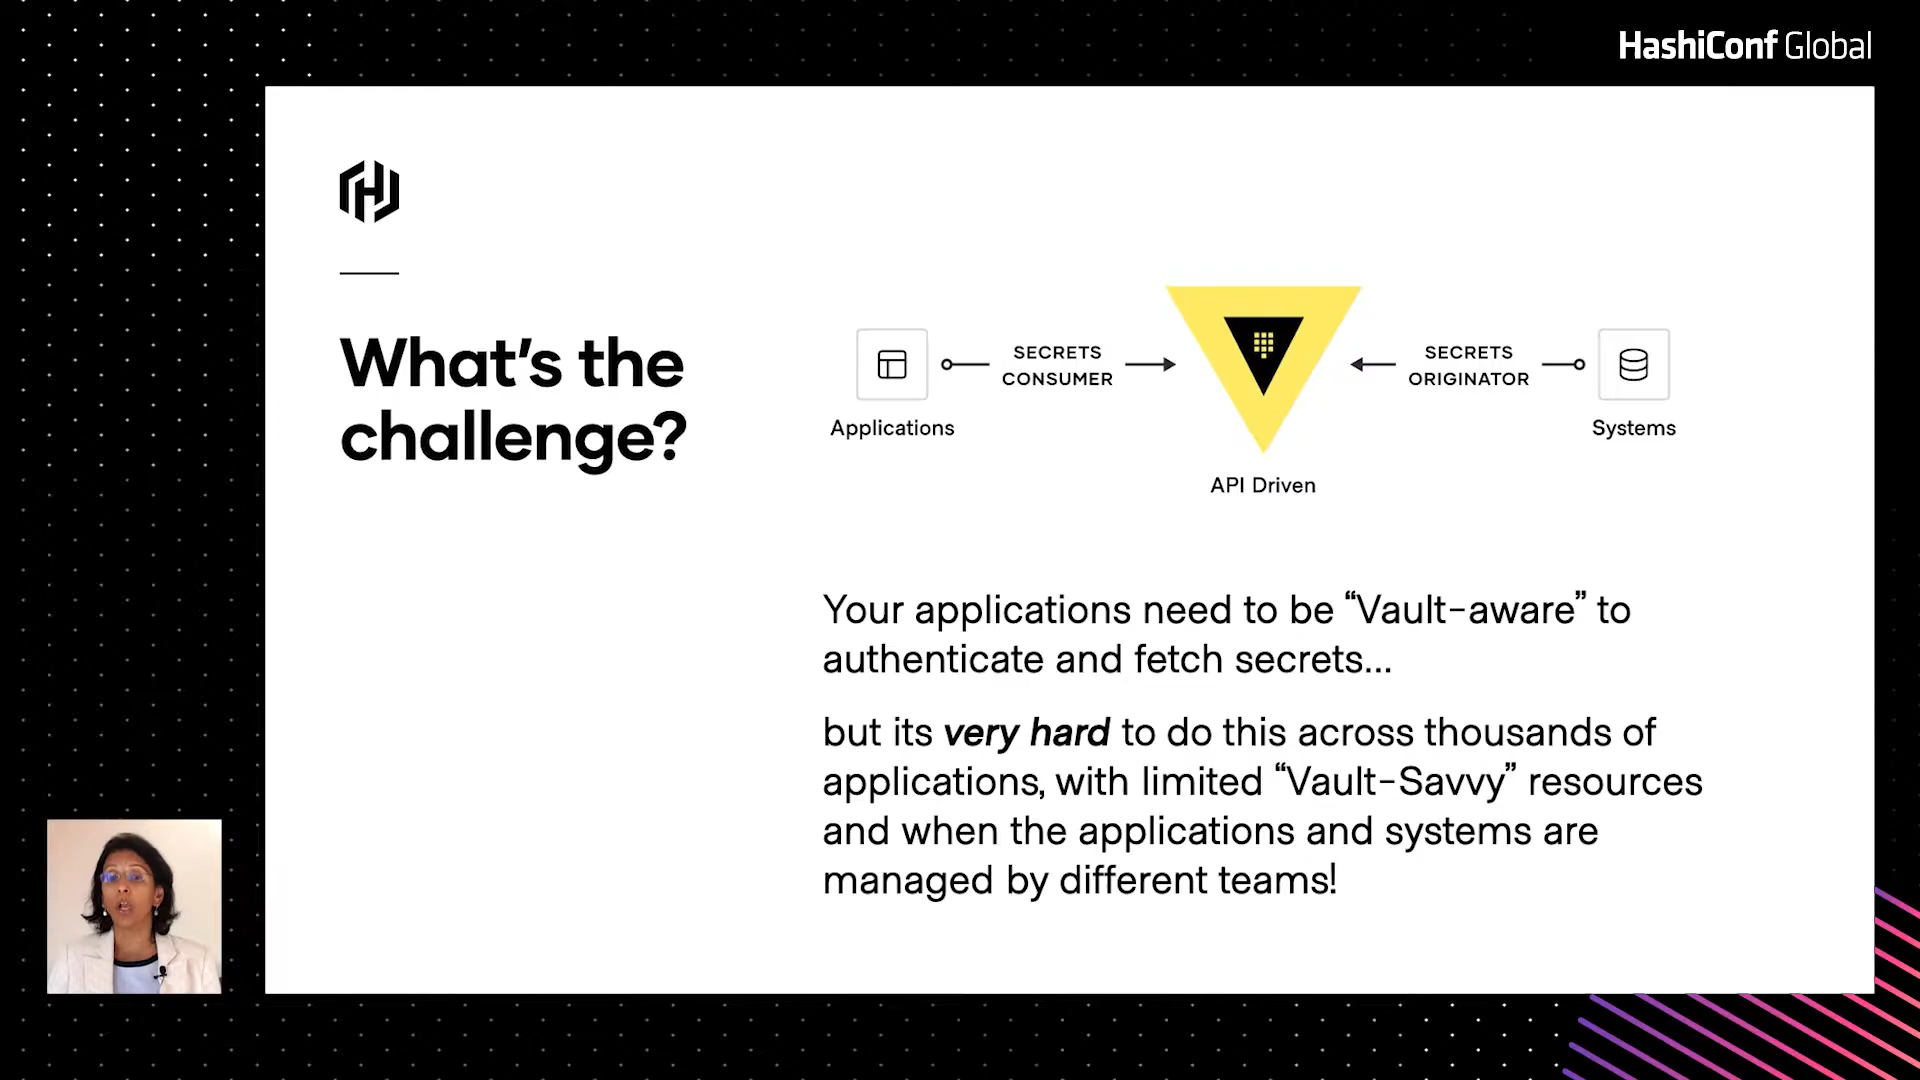 HashiConf Global
What's the
challenge?
SECRETS
CONSUMER
SECRETS
ORIGINATOR
Applications
Systems
API Driven
Your applications need to be “Vault-aware” to
authenticate and fetch secrets...
but its very hard to do this across thousands of
applications, with limited “Vault-Savvy” resources
and when the applications and systems are
managed by different teams!